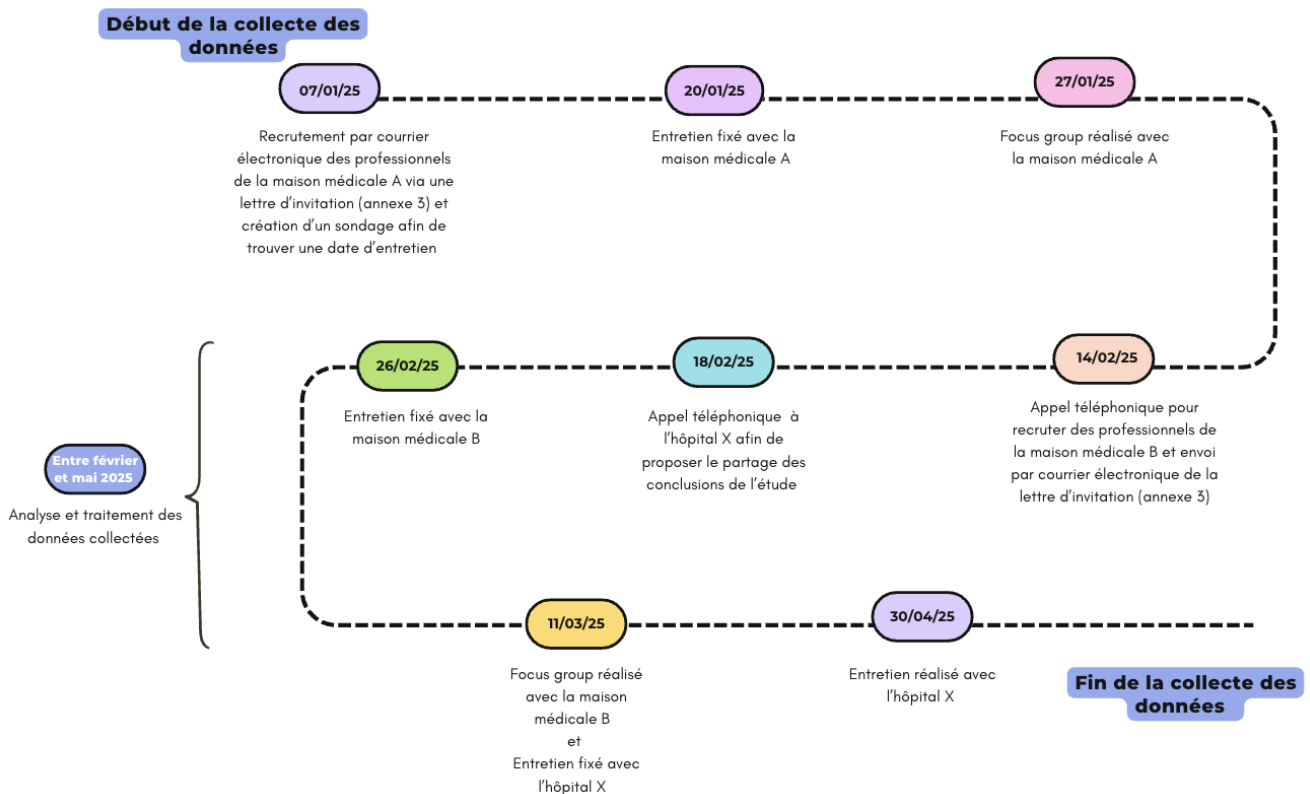 Début de la collecte des
données
07/01/25
Recrutement par courrier
électronique des professionnels
de la maison médicale A via une
lettre d'invitation (annexe 3) et
création d'un sondage afin de
trouver une date d'entretien
20/01/25
Entretien fixé avec la
maison médicale A
27/01/25
Focus group réalisé avec
la maison médicale A
14/02/25
Appel téléphonique pour
recruter des professionnels de
la maison médicale B et envoi
par courrier électronique de la
lettre d'invitation (annexe 3)
18/02/25
Appel téléphonique à
l'hôpital X afin de
proposer le partage des
conclusions de l'étude
26/02/25
Entretien fixé avec la
maison médicale B
Entre février
et mai 2025
Analyse et traitement des
données collectées
11/03/25
Focus group réalisé
avec la maison
médicale B
et
Entretien fixé avec
l'hôpital X
30/04/25
Entretien réalisé avec
l'hôpital X
Fin de la collecte des
données